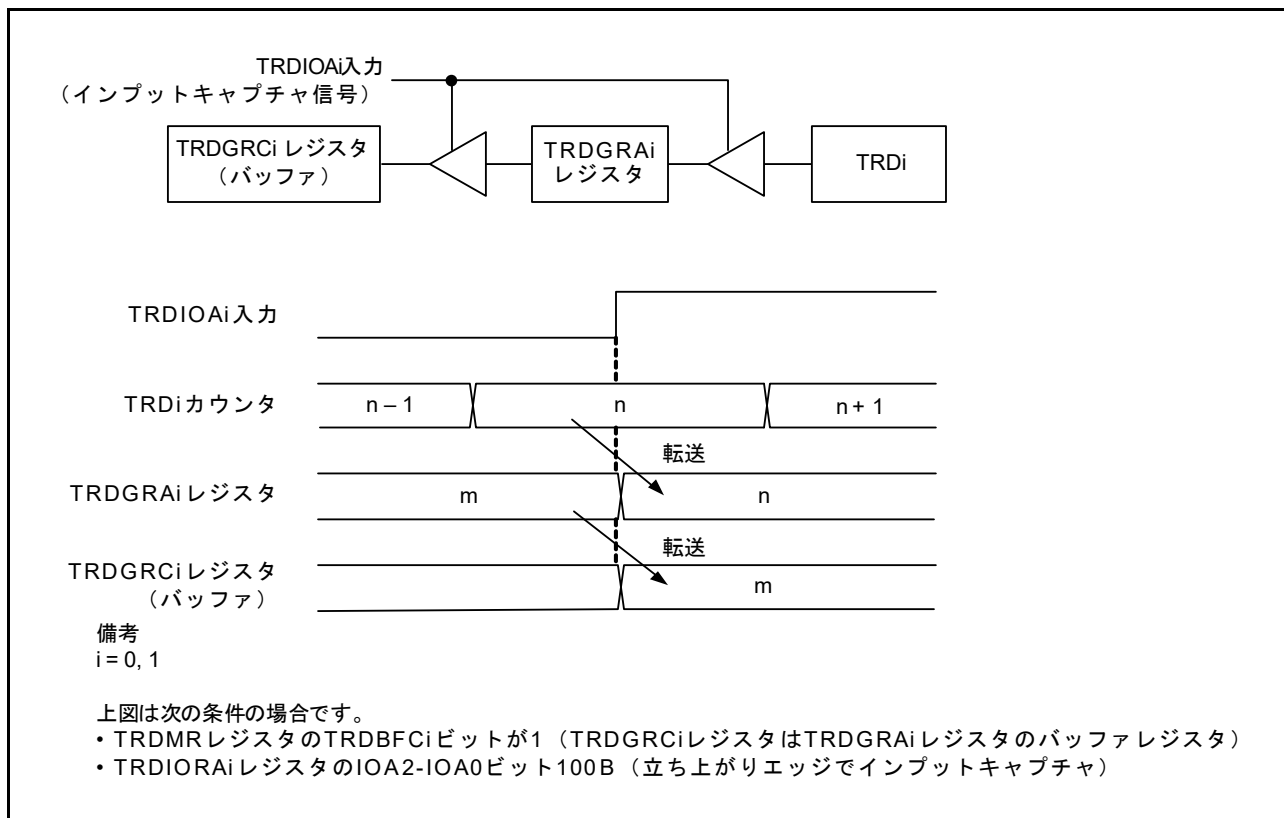 TRDIOAi入力
（インプットキャプチャ信号）
TRDGRCi レジスタ
（バッファ）
TRDGRAi
レジスタ
TRDi
TRDIOAi入力
TRDiカウンタ
n – 1
n
n + 1
転送
TRDGRAiレジスタ
m
n
転送
TRDGRCiレジスタ
（バッファ）
m
備考
i = 0, 1
上図は次の条件の場合です。
• TRDMRレジスタのTRDBFCiビットが1（TRDGRCiレジスタはTRDGRAiレジスタのバッファレジスタ）
• TRDIORAiレジスタのIOA2-IOA0ビット100B（立ち上がりエッジでインプットキャプチャ）